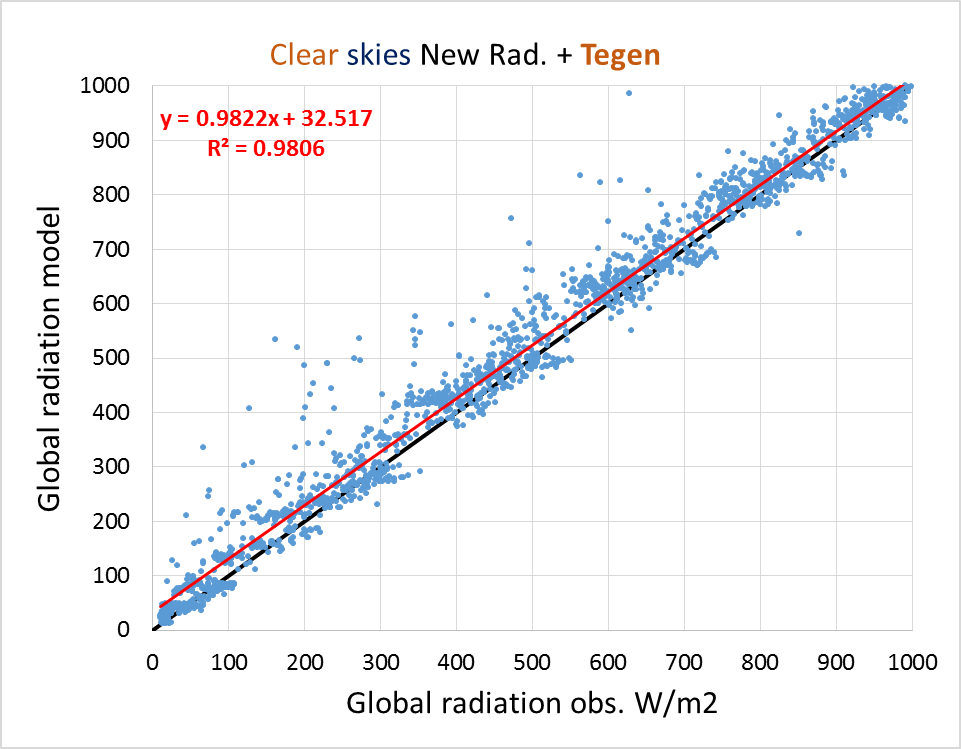 Clear skies New Rad. + Tegen
y = 0.9822x + 32.517
R² = 0.9806
Global radiation model
1000
900
800
700
600
500
400
300
200
100
0
0 100 200 300 400 500 600 700 800 900 1000
Global radiation obs. W/m2